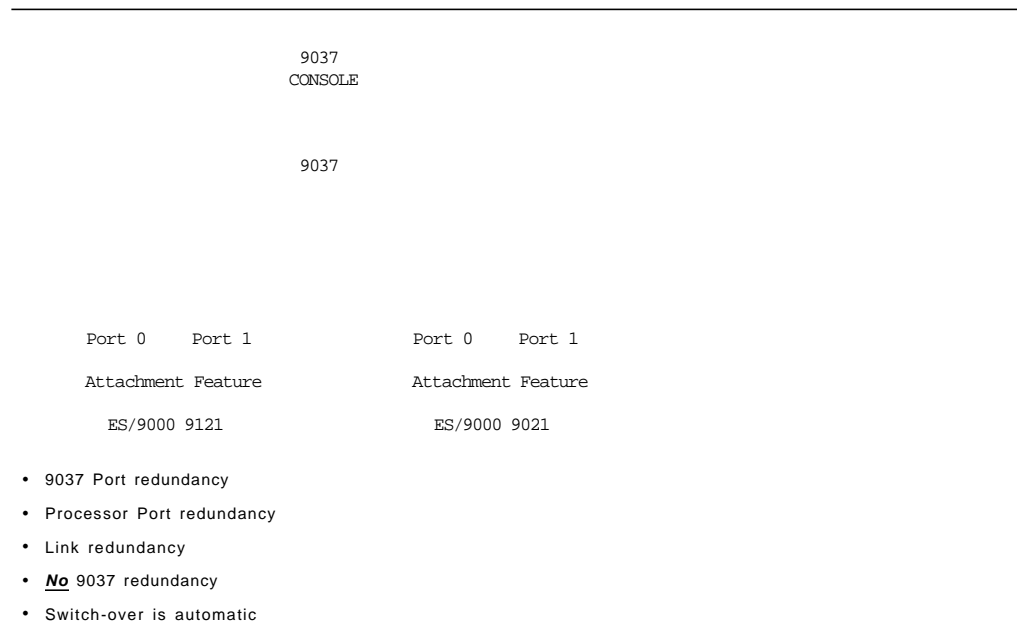 9037
CONSOLE
9037
Port 0 Port 1 Port 0 Port 1
Attachment Feature Attachment Feature
ES/9000 9121 ES/9000 9021
• 9037 Port redundancy
• Processor Port redundancy
• Link redundancy
• No 9037 redundancy
• Switch-over is automatic